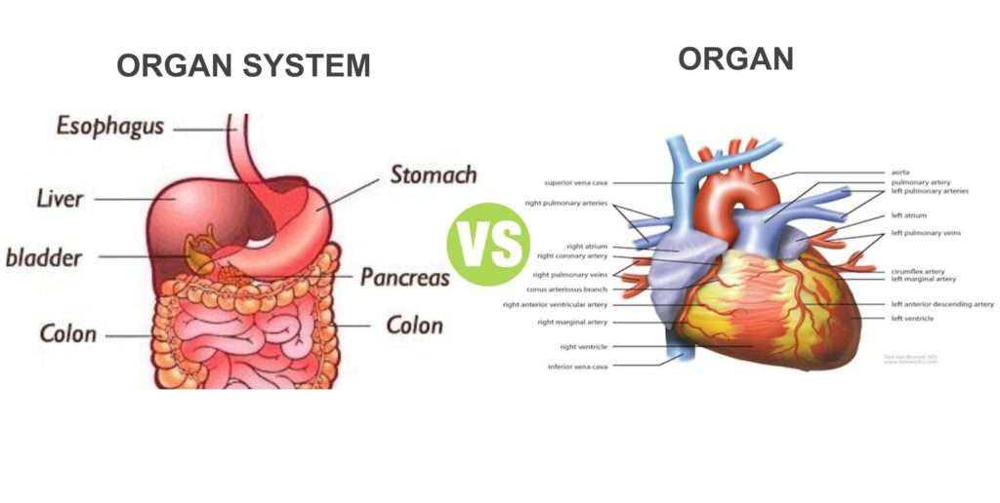 ORGAN SYSTEM
Esophagus
Liver
Stomach
bladder
Pancreas
Colon
Colon
VS
ORGAN
superior vena cava
right pulmonary arteries
right atrium
right coronary artery
right pulmonary veins
conus arteriosus branch
right anterior ventricular artery
right marginal artery
right ventricle
inferior vena cava
aorta
pulmonary artery
left pulmonary arteries
left atrium
left pulmonary veins
cirumflex artery
left marginal artery
left anterior descending artery
left ventricle